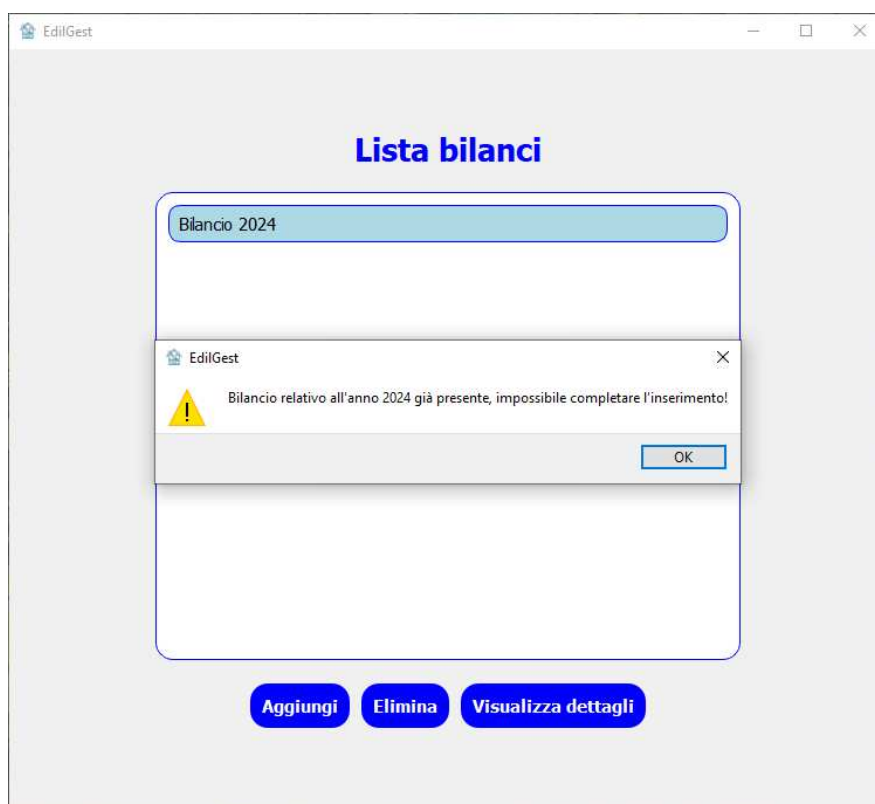 EdilGest
Lista bilanci
Bilancio 2024
EdilGest
Bilancio relativo all'anno 2024 già presente, impossibile completare l'inserimento!
OK
Aggiungi Elimina Visualizza dettagli